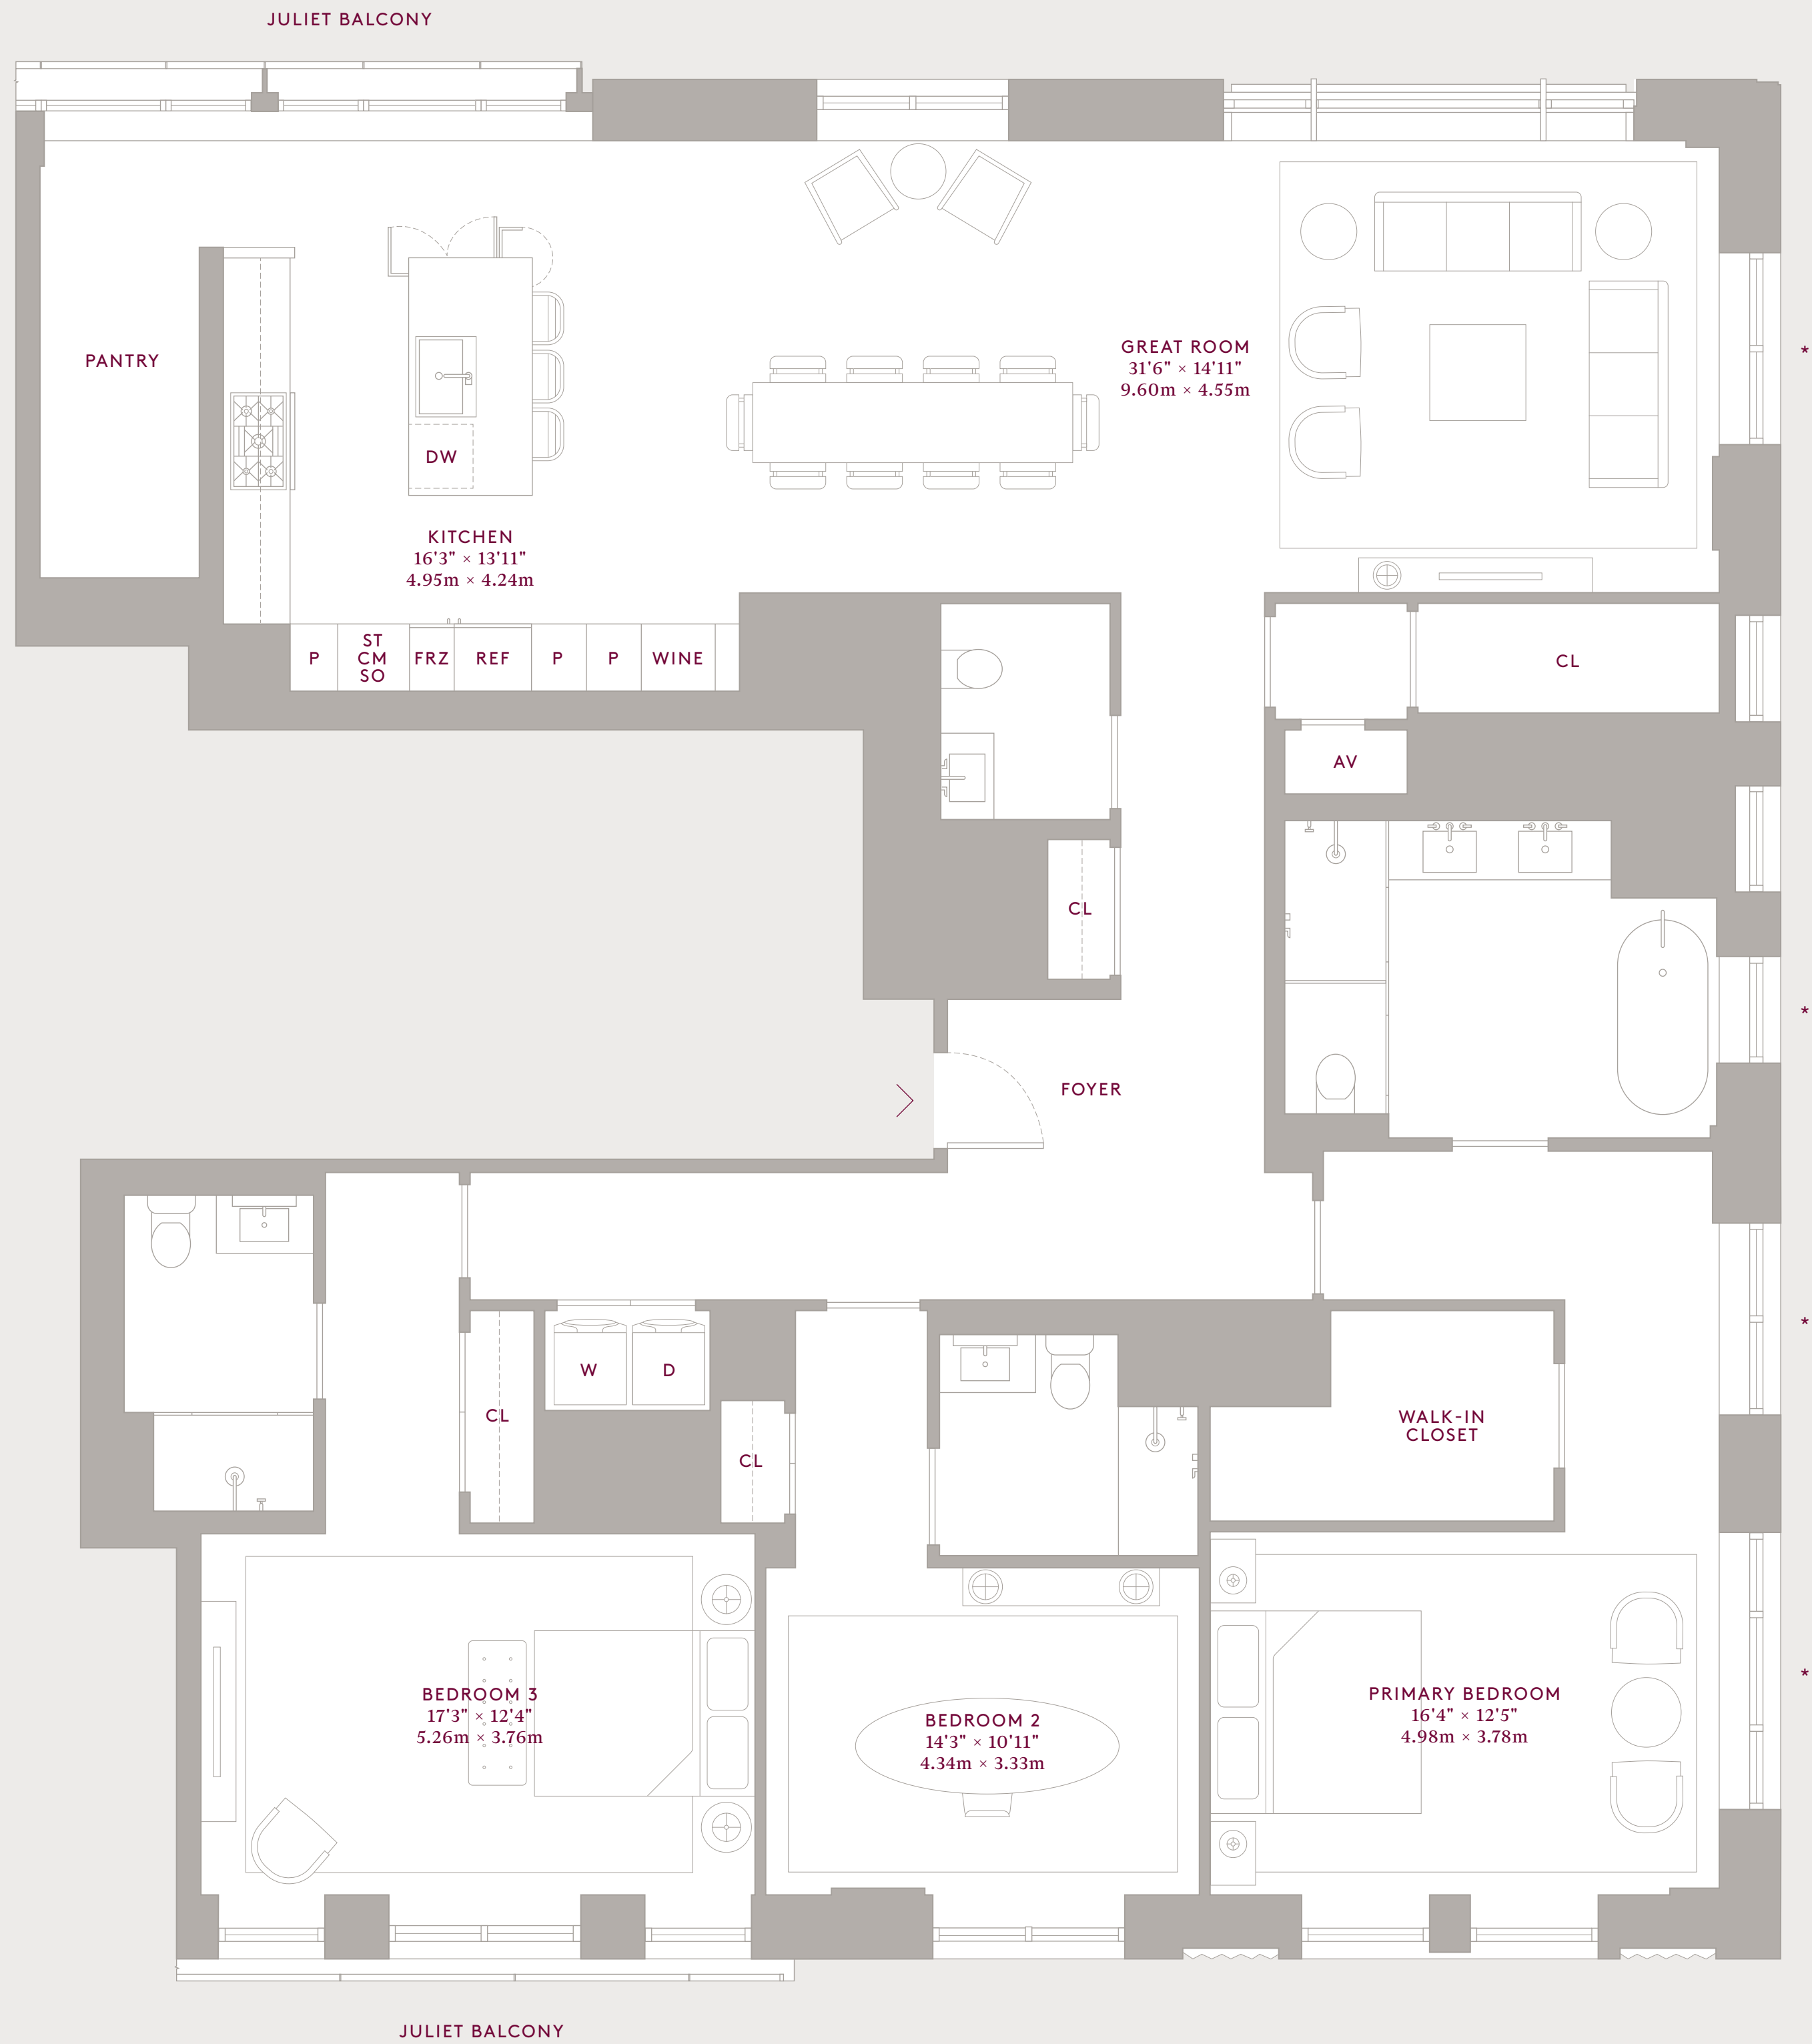 JULIET BALCONY
PANTRY
GREAT ROOM
31'6" × 14'11"
9.60m × 4.55m
*
DW
KITCHEN
16'3" × 13'11"
4.95m × 4.24m
P
ST
CM
SO
FRZ
REF
P
P
WINE
CL
AV
CL
*
FOYER
*
W
D
CL
CL
WALK-IN
CLOSET
*
BEDROOM 3
17'3" × 12'4"
5.26m × 3.76m
BEDROOM 2
14'3" × 10'11"
4.34m × 3.33m
PRIMARY BEDROOM
16'4" × 12'5"
4.98m × 3.78m
JULIET BALCONY